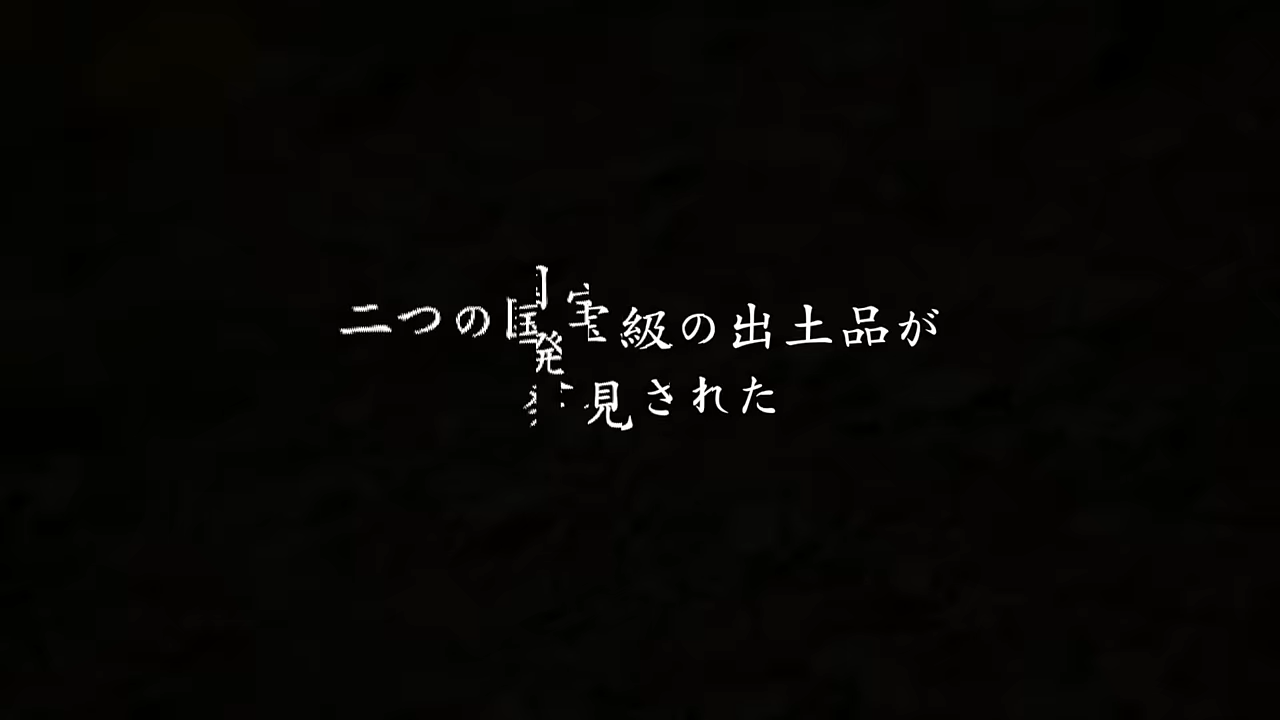 二つの国宝級の出土品が
発見された